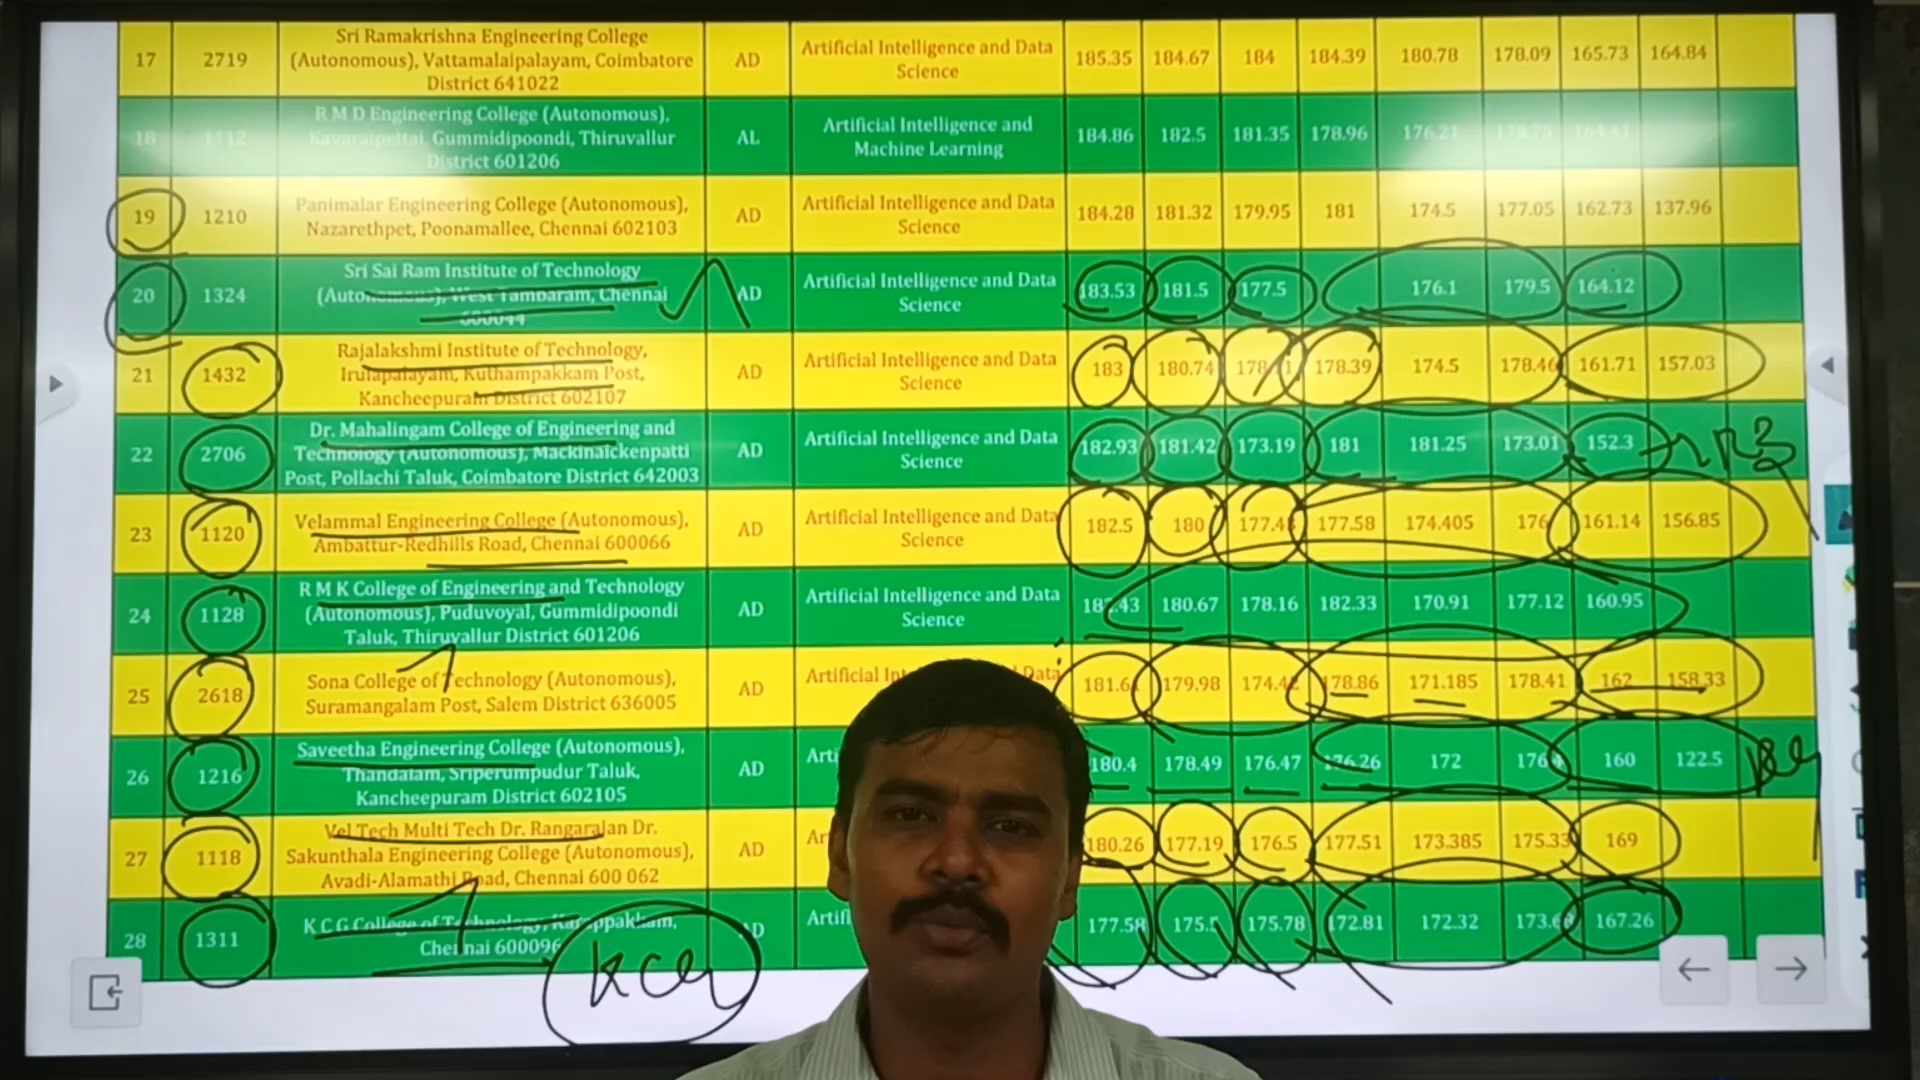 17 2719 Sri Ramakrishna Engineering College
(Autonomous), Vattamalaipalayam, Coimbatore
District 641022 AD Artificial Intelligence and Data
Science 185.35 184.67 184 184.39 180.78 178.09 165.73 164.84
18 1112 R M D Engineering College (Autonomous),
Kavaraipettai, Gummidipoondi, Thiruvallur
District 601206 AL Artificial Intelligence and
Machine Learning 184.86 182.5 181.35 178.96 176.21
19 1210 Panimalar Engineering College (Autonomous),
Nazarethpet, Poonamallee, Chennai 602103 AD Artificial Intelligence and Data
Science 184.28 181.32 179.95 181 174.5 177.05 162.73 137.96
20 1324 Sri Sai Ram Institute of Technology
(Autonomous), West Tambaram, Chennai
600044 AD Artificial Intelligence and Data
Science 183.53 181.5 177.5 176.1 179.5 164.12
21 1432 Rajalakshmi Institute of Technology,
Irulapalayam, Kuthampakkam Post,
Kancheepuram District 602107 AD Artificial Intelligence and Data
Science 183 180.74 178.39 174.5 178.46 161.71 157.03
22 2706 Dr. Mahalingam College of Engineering and
Technology (Autonomous), Mackinaickenpatti
Post, Pollachi Taluk, Coimbatore District 642003 AD Artificial Intelligence and Data
Science 182.93 181.42 173.19 181 181.25 173.01 152.3
23 1120 Velammal Engineering College (Autonomous),
Ambattur-Redhills Road, Chennai 600066 AD Artificial Intelligence and Data
Science 182.5 180 177.58 174.405 176 161.14 156.85
24 1128 R M K College of Engineering and Technology
(Autonomous), Puduvoyal, Gummidipoondi
Taluk, Thiruvallur District 601206 AD Artificial Intelligence and Data
Science 180.67 178.16 182.33 170.91 177.12 160.95
25 2618 Sona College of Technology (Autonomous),
Suramangalam Post, Salem District 636005 AD Artificial Data
179.98 178.86 171.185 178.41 162 158.33
26 1216 Saveetha Engineering College (Autonomous),
Thandalam, Sriperumpudur Taluk,
Kancheepuram District 602105 AD 180.4 178.49 176.47 176.26 172 160 122.5
27 1118 Vel Tech Multi Tech Dr. Rangarajan Dr.
Sakunthala Engineering College (Autonomous),
Avadi-Alamathi Road, Chennai 600 062 AD 180.26 177.19 176.5 177.51 173.385 175.33 169
28 1311 K C G College of Technology, Karappakkam,
Chennai 600096 AD 177.58 175.78 172.81 172.32 167.26
KCG